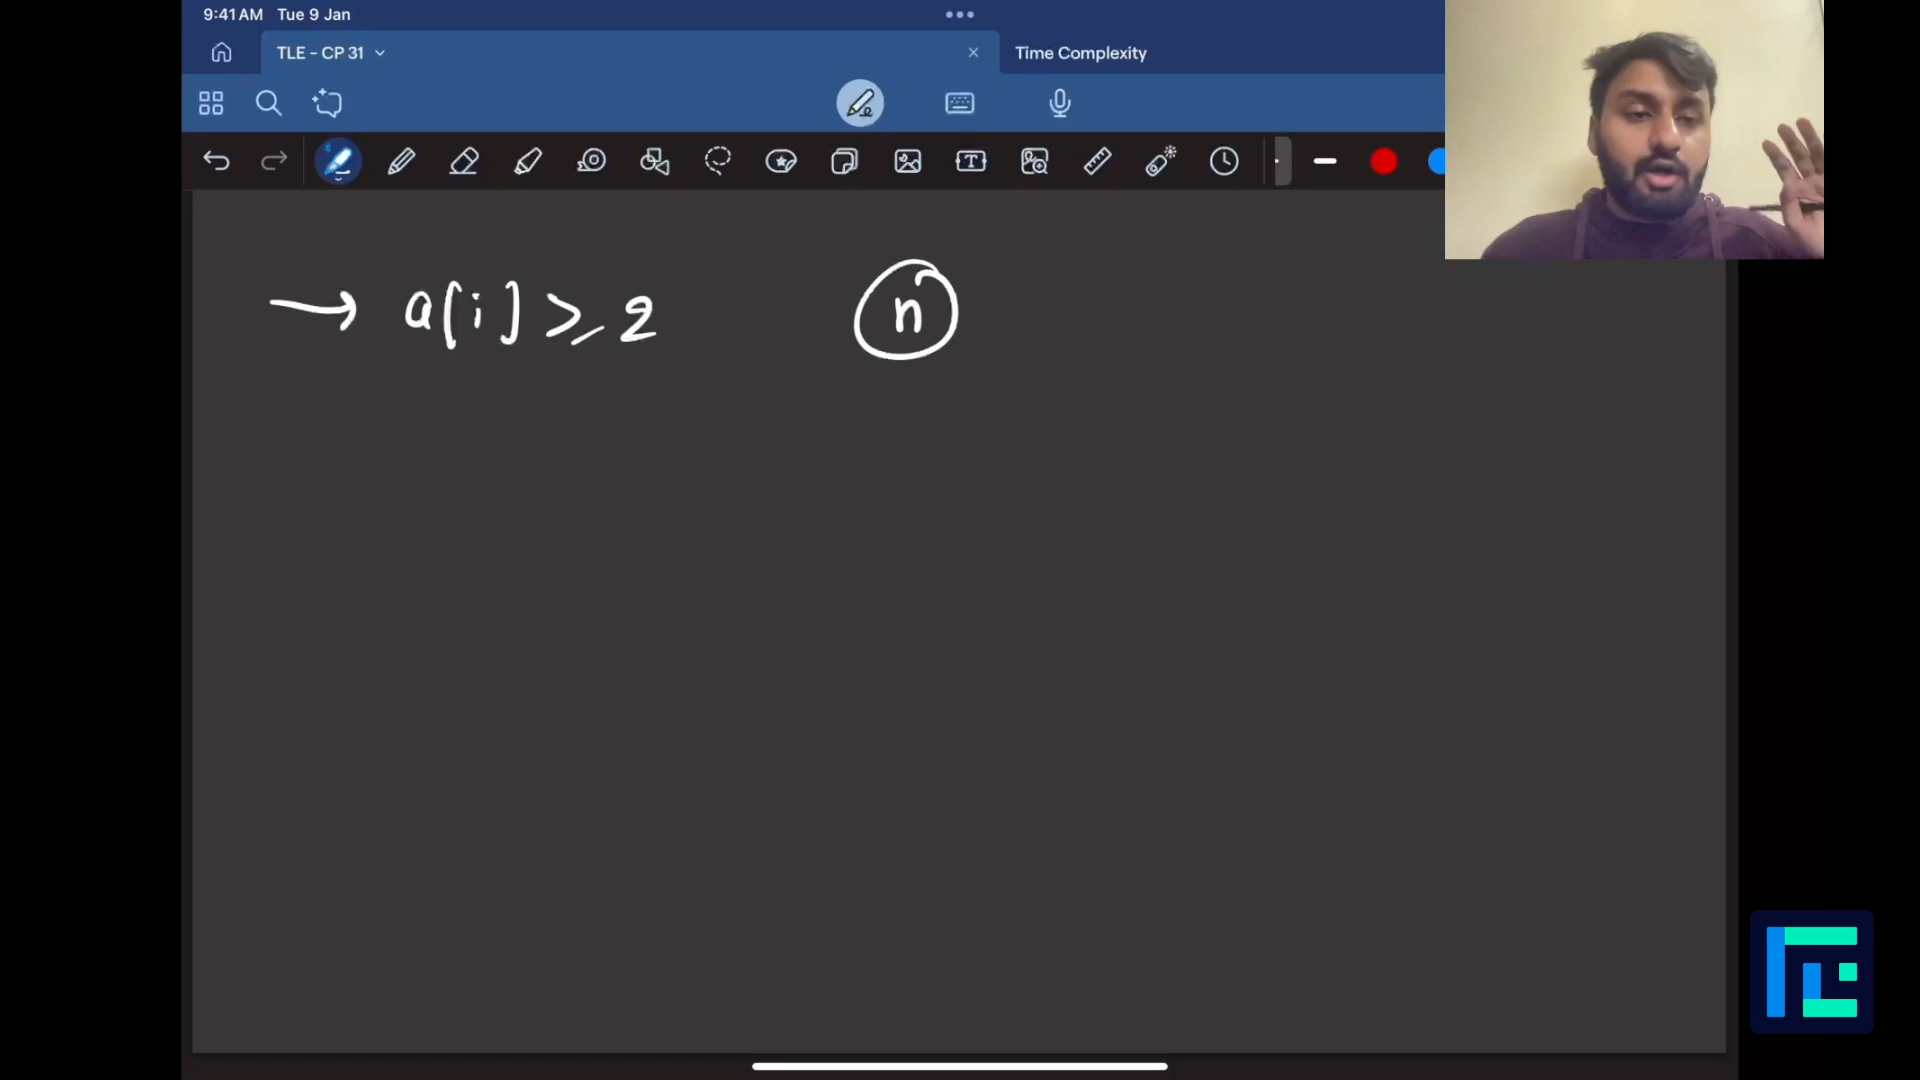 9:41 AM Tue 9 Jan
TLE - CP 31
Time Complexity
→ a[i] ≥ 2
n